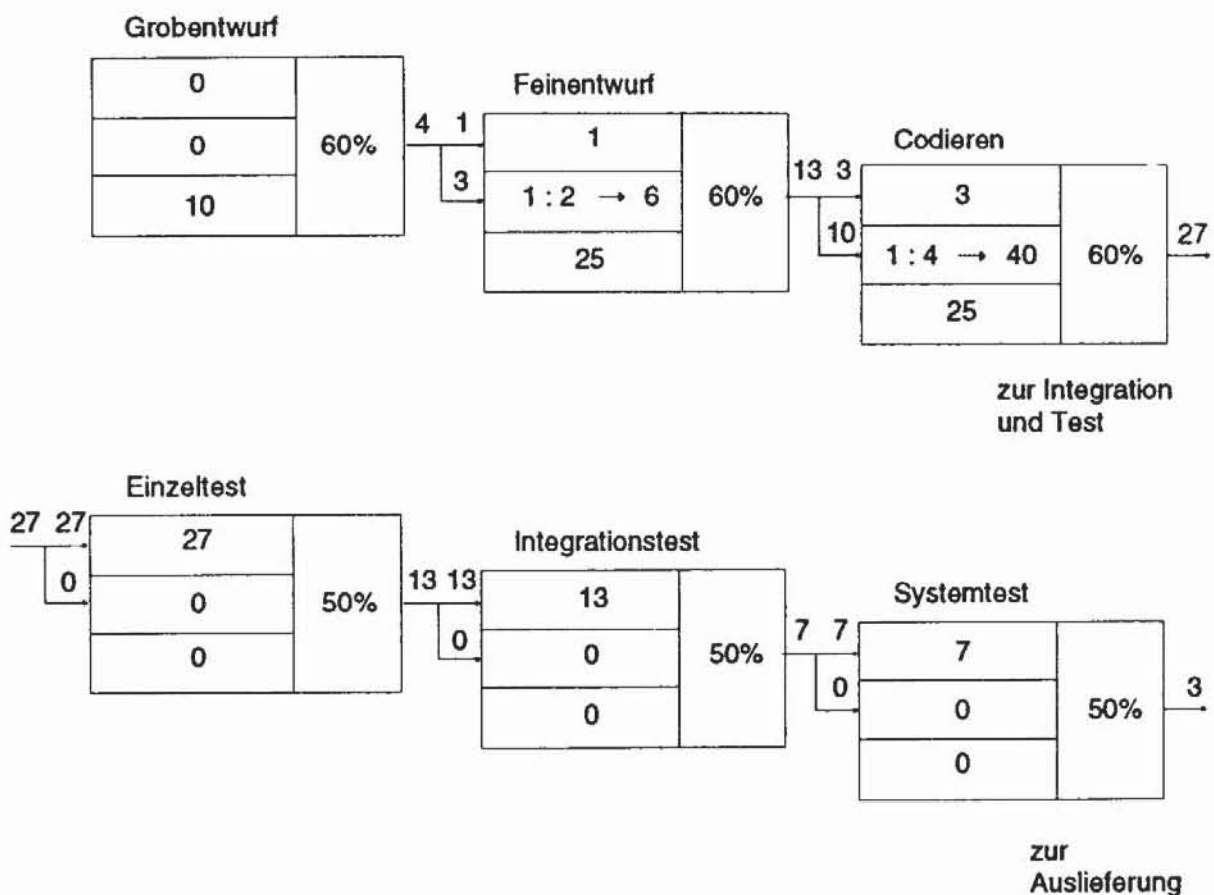 Grobentwurf
0
0
10
60%
4 1
3
Feinentwurf
1
1 : 2 → 6
25
60%
13 3
10
Codieren
3
1 : 4 → 40
25
60%
27
zur Integration
und Test
Einzeltest
27 27
0
27
0
0
50%
13 13
0
Integrationstest
13
0
0
50%
7 7
0
Systemtest
7
0
0
50%
3
zur
Auslieferung